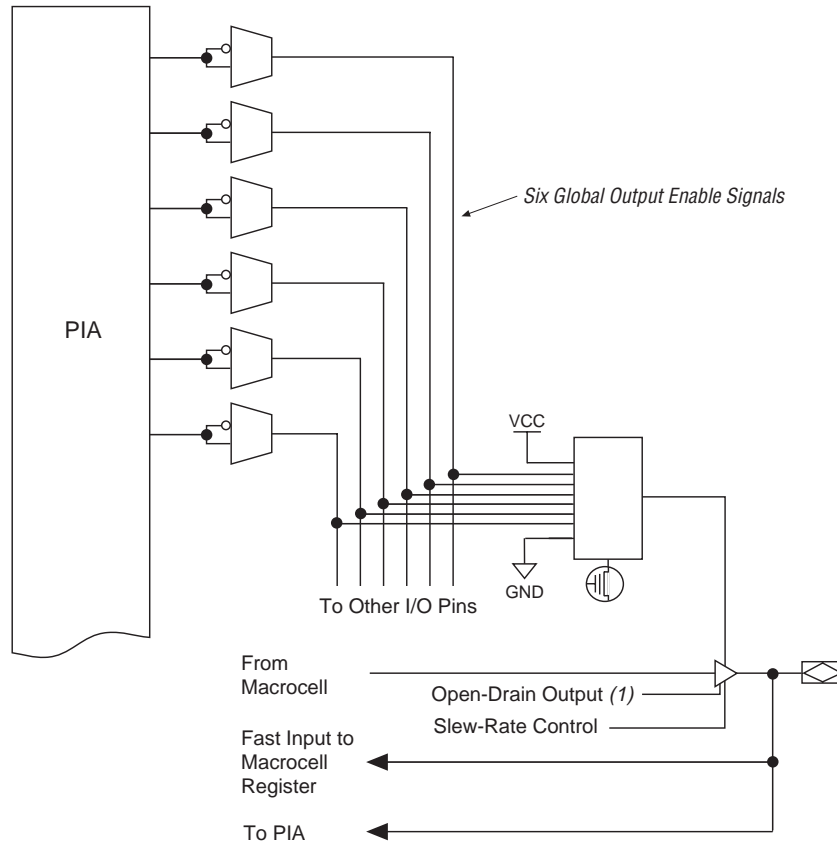 Six Global Output Enable Signals
PIA
VCC
GND
To Other I/O Pins
From
Macrocell
Open-Drain Output (1)
Slew-Rate Control
Fast Input to
Macrocell
Register
To PIA